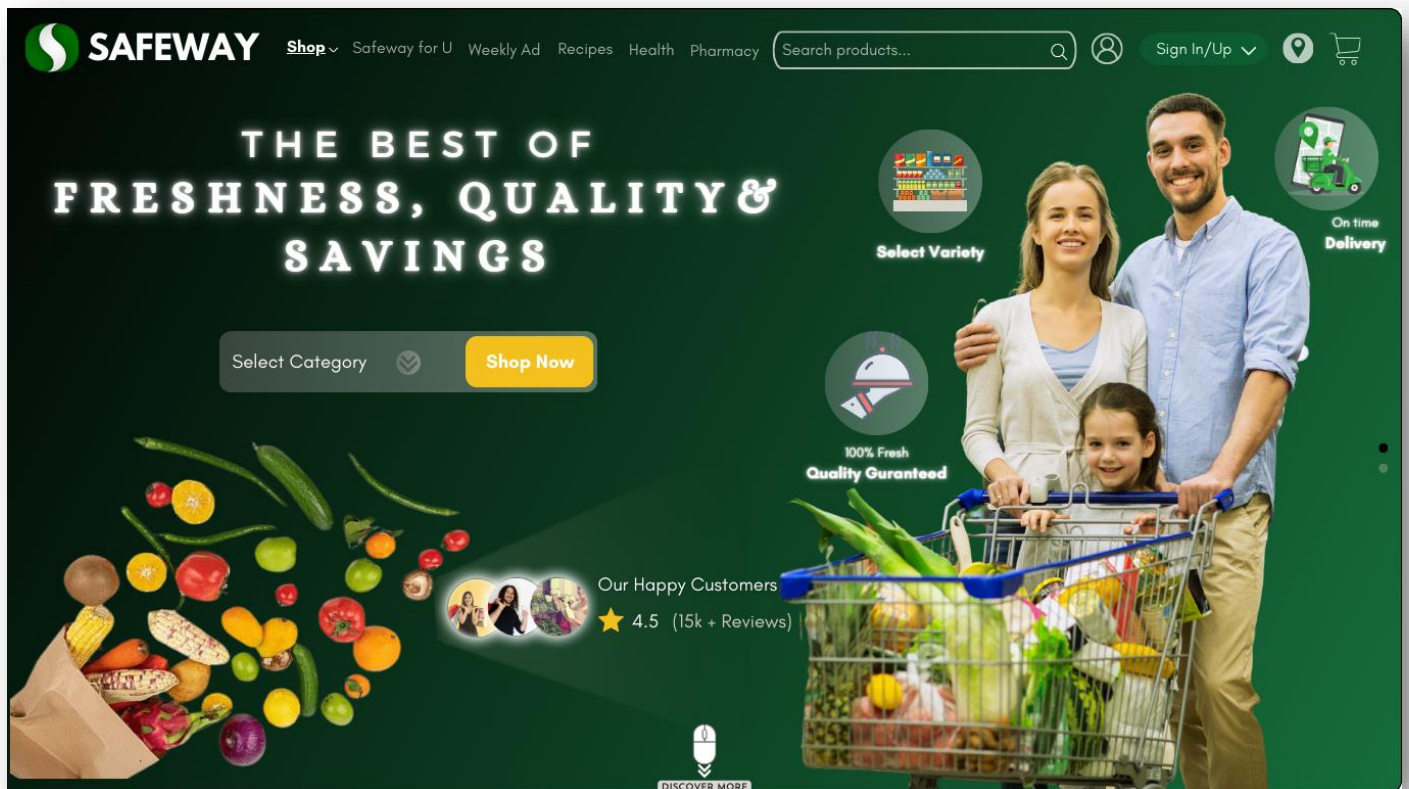 SAFEWAY
Shop
Safeway for U
Weekly Ad
Recipes
Health
Pharmacy
Search products...
Sign In/Up
THE BEST OF
FRESHNESS, QUALITY&
SAVINGS
Select Category
Shop Now
Select Variety
On time
Delivery
100% Fresh
Quality Guranteed
Our Happy Customers
4.5 (15k + Reviews)
DISCOVER MORE